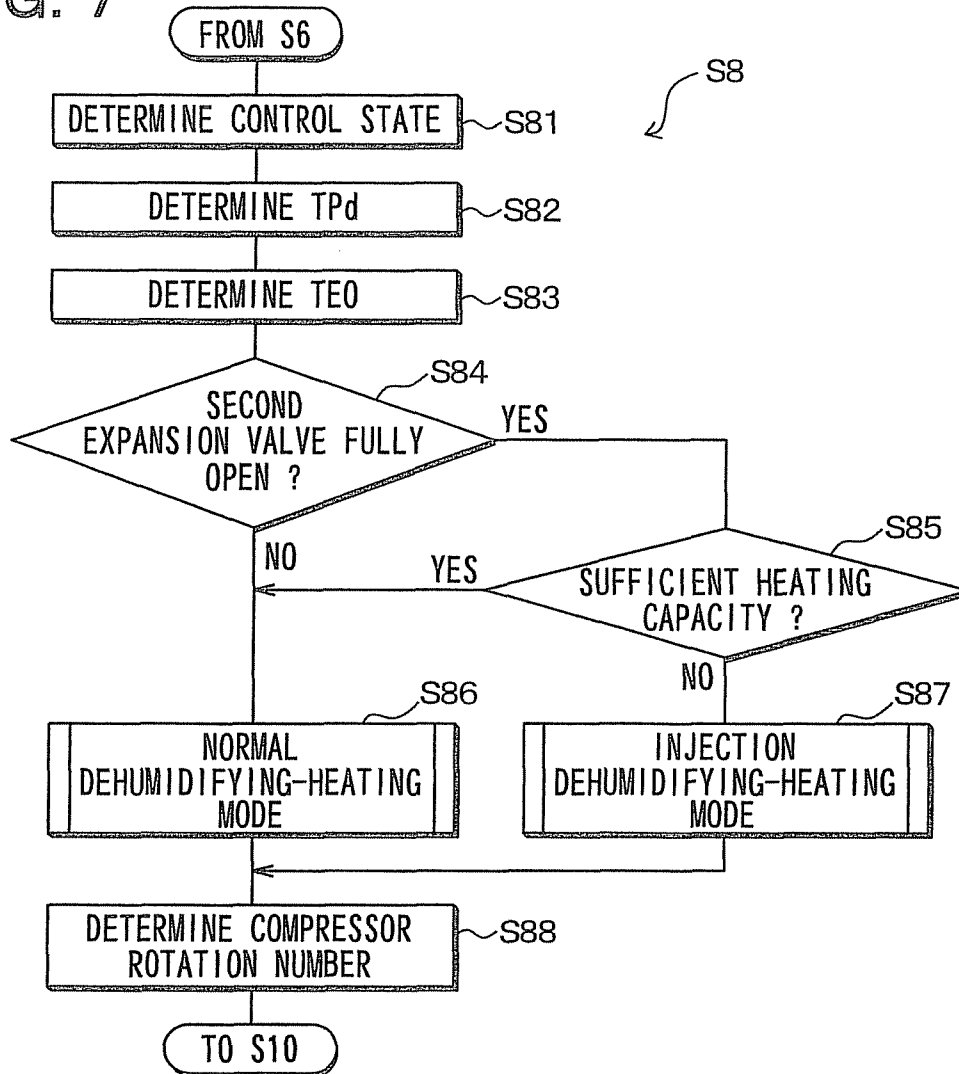 G. 7
FROM S6
S8
DETERMINE CONTROL STATE
S81
DETERMINE TPd
S82
DETERMINE TEO
S83
S84
SECOND
EXPANSION VALVE FULLY
OPEN ?
YES
NO
S85
YES
SUFFICIENT HEATING
CAPACITY ?
NO
S86
NORMAL
DEHUMIDIFYING-HEATING
MODE
S87
INJECTION
DEHUMIDIFYING-HEATING
MODE
DETERMINE COMPRESSOR
ROTATION NUMBER
S88
TO S10